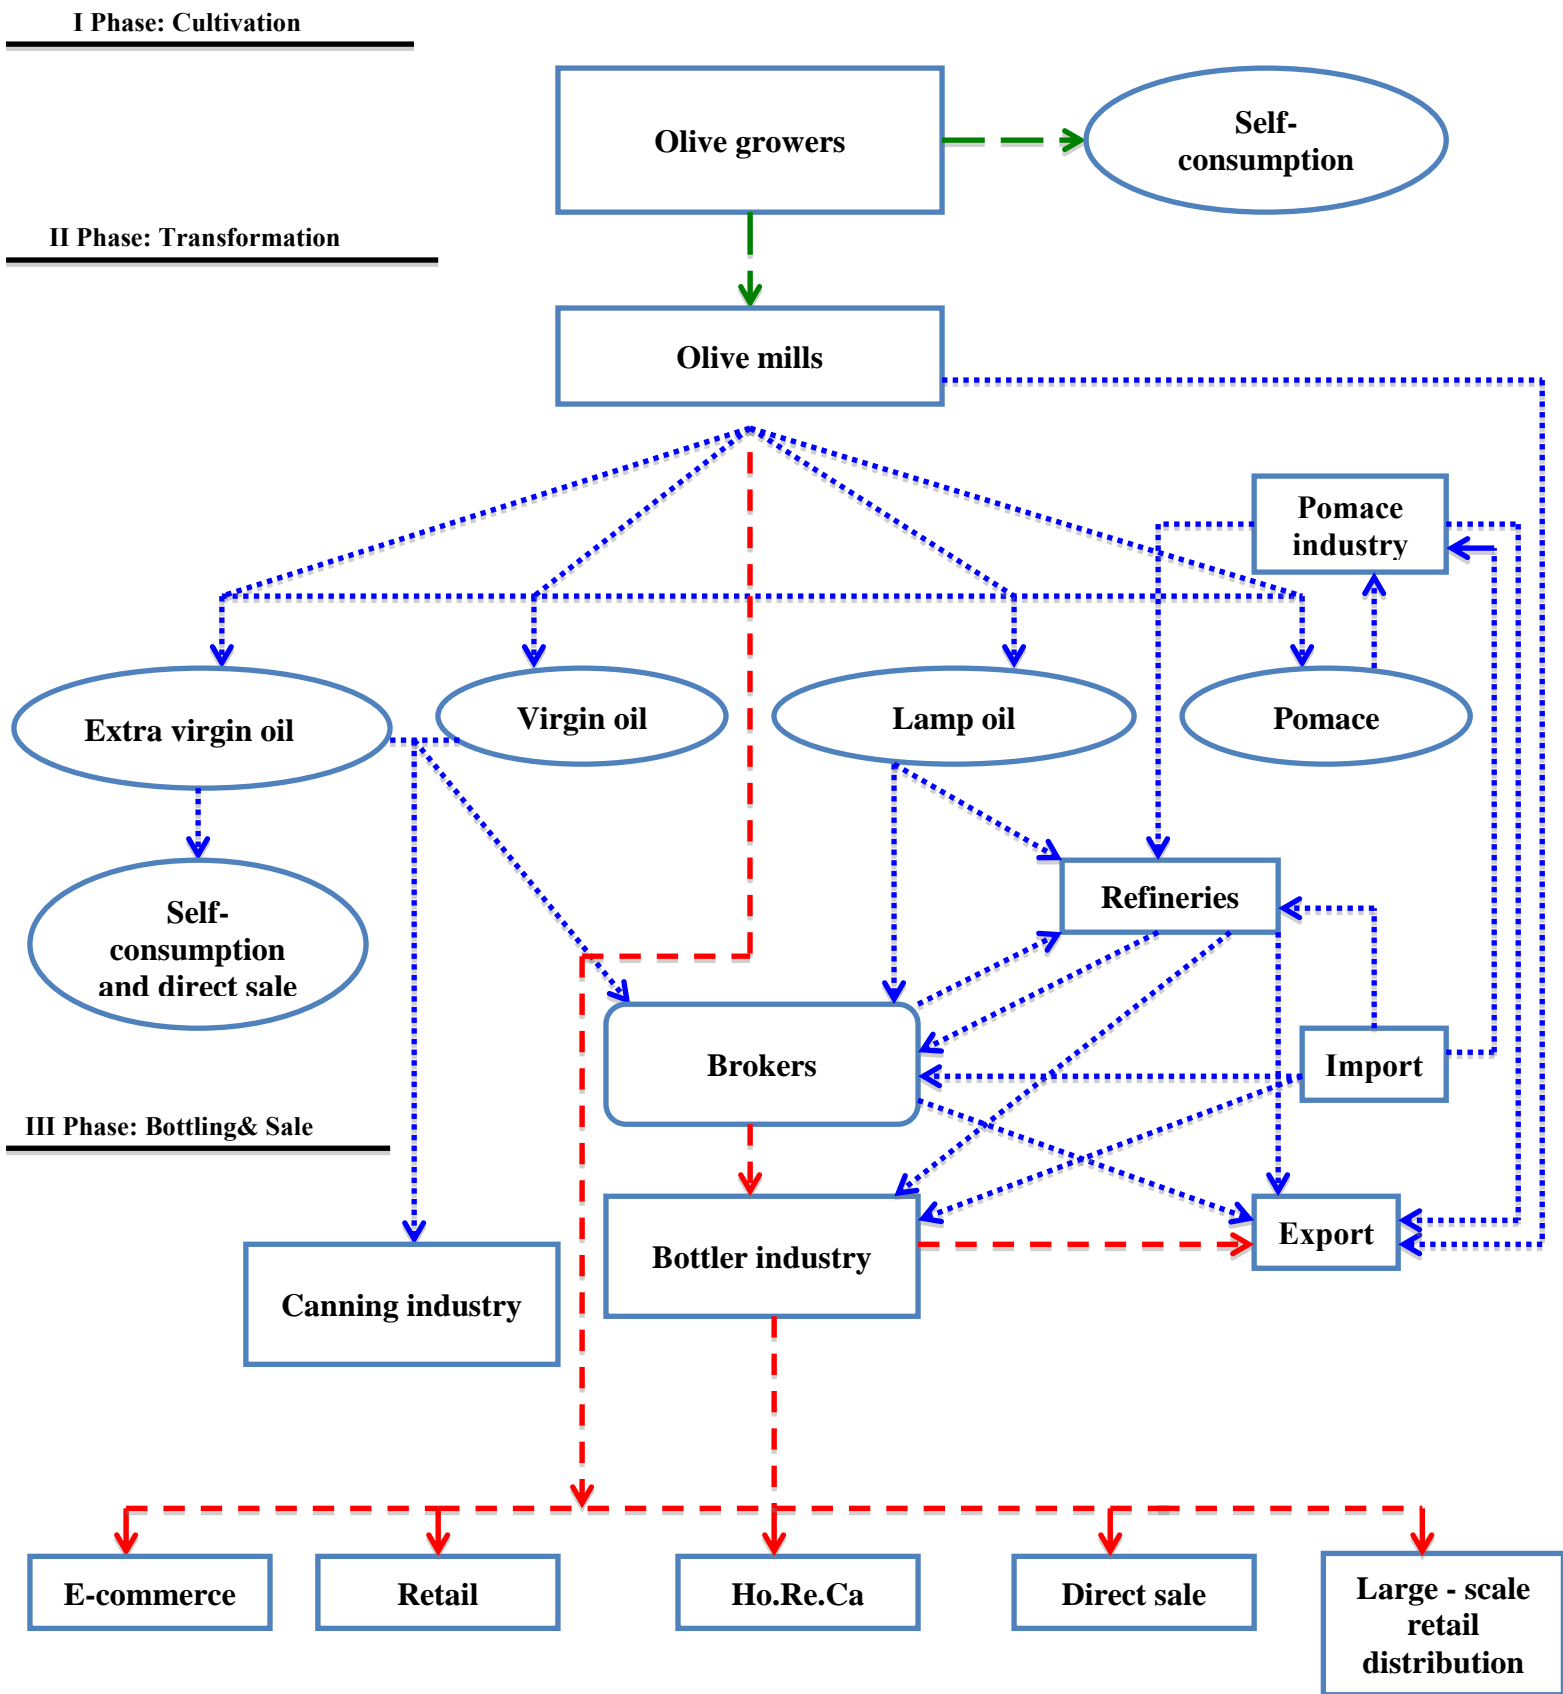 I Phase: Cultivation
Olive growers
Self-
consumption
II Phase: Transformation
Olive mills
Pomace
industry
Extra virgin oil
Virgin oil
Lamp oil
Pomace
Refineries
Self-
consumption
and direct sale
Brokers
Import
III Phase: Bottling& Sale
Bottler industry
Export
Canning industry
E-commerce
Retail
Ho.Re.Ca
Direct sale
Large - scale
retail
distribution